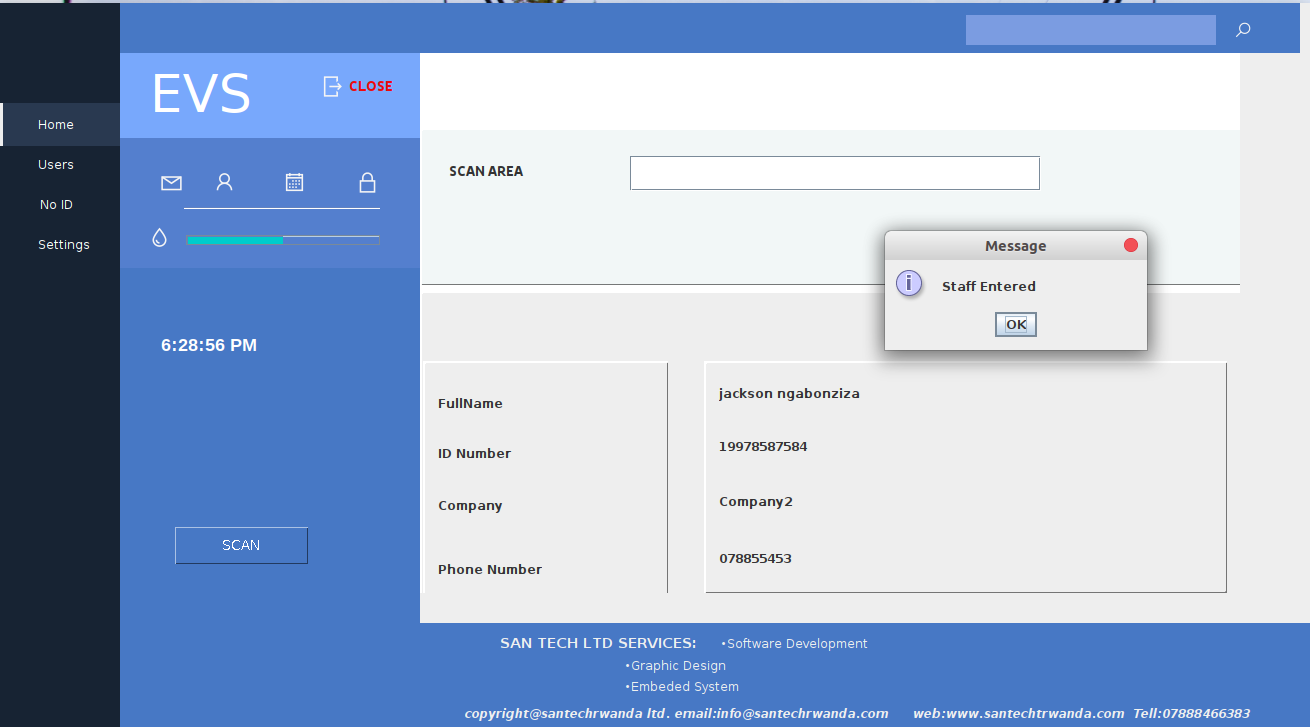 Home
Users
No ID
Settings
EVS
CLOSE
6:28:56 PM
SCAN
SCAN AREA
Message
i
Staff Entered
OK
FullName
jackson ngabonziza
ID Number
19978587584
Company
Company2
Phone Number
078855453
SAN TECH LTD SERVICES: •Software Development
•Graphic Design
•Embeded System
copyright@santechrwanda ltd. email:info@santechrwanda.com web:www.santechtrwanda.com Tell:07888466383